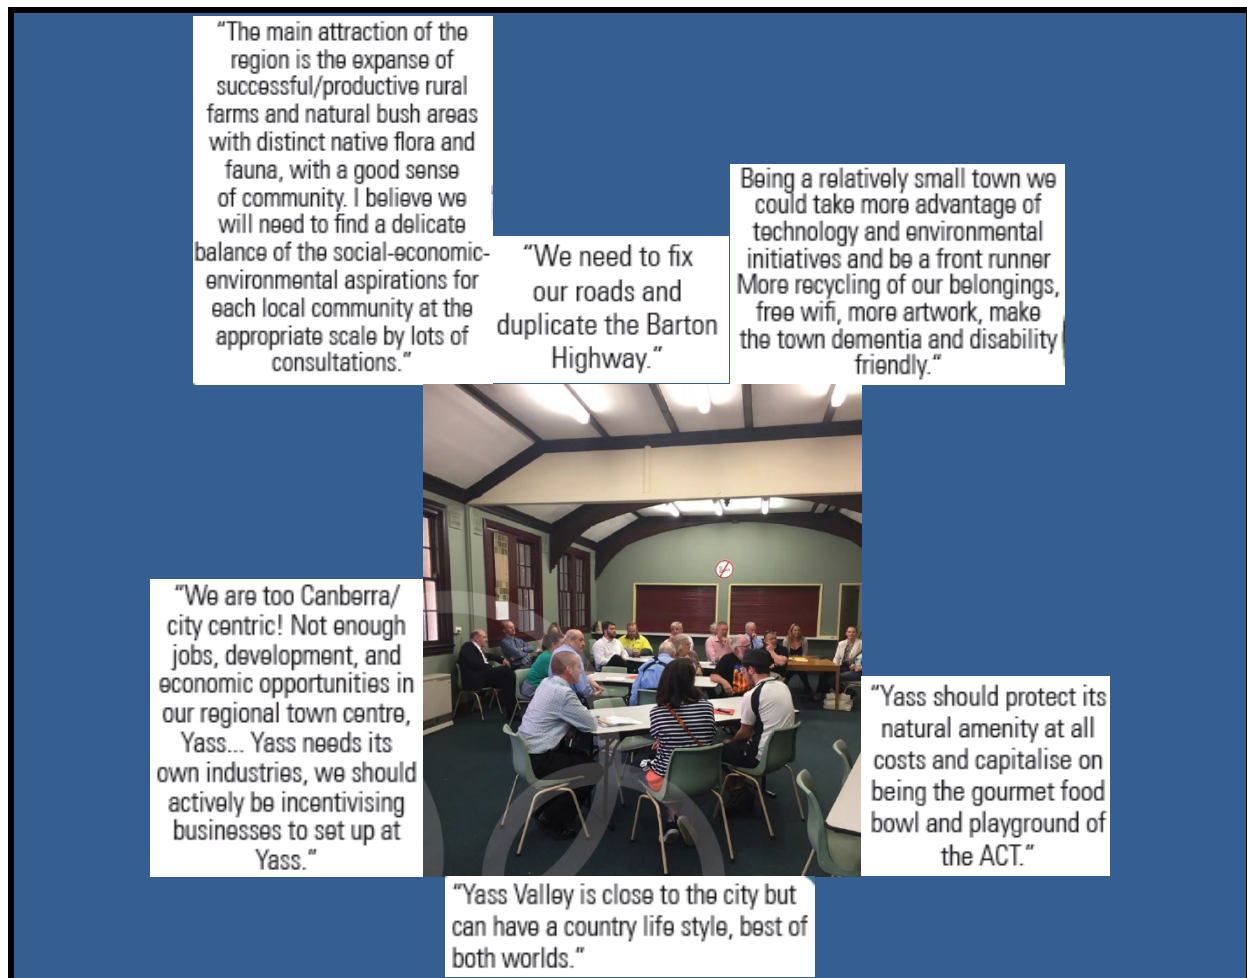 “The main attraction of the
region is the expanse of
successful/productive rural
farms and natural bush areas
with distinct native flora and
fauna, with a good sense
of community. I believe we
will need to find a delicate
balance of the social-economic-
environmental aspirations for
each local community at the
appropriate scale by lots of
consultations.”
“We need to fix
our roads and
duplicate the Barton
Highway.”
Being a relatively small town we
could take more advantage of
technology and environmental
initiatives and be a front runner
More recycling of our belongings,
free wifi, more artwork, make
the town dementia and disability
friendly.“
“We are too Canberra/
city centric! Not enough
jobs, development, and
economic opportunities in
our regional town centre,
Yass... Yass needs its
own industries, we should
actively be incentivising
businesses to set up at
Yass.”
“Yass should protect its
natural amenity at all
costs and capitalise on
being the gourmet food
bowl and playground of
the ACT.”
“Yass Valley is close to the city but
can have a country life style, best of
both worlds.”